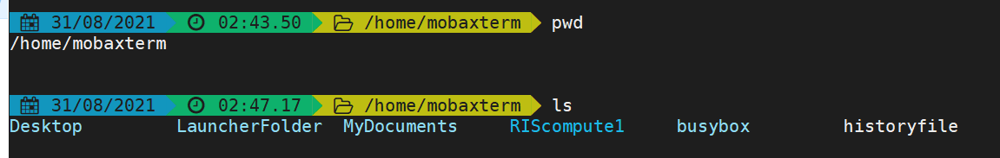 31/08/2021 02:43.50 /home/mobaxterm pwd
/home/mobaxterm
31/08/2021 02:47.17 /home/mobaxterm ls
Desktop LauncherFolder MyDocuments RIScompute1 busybox historyfile